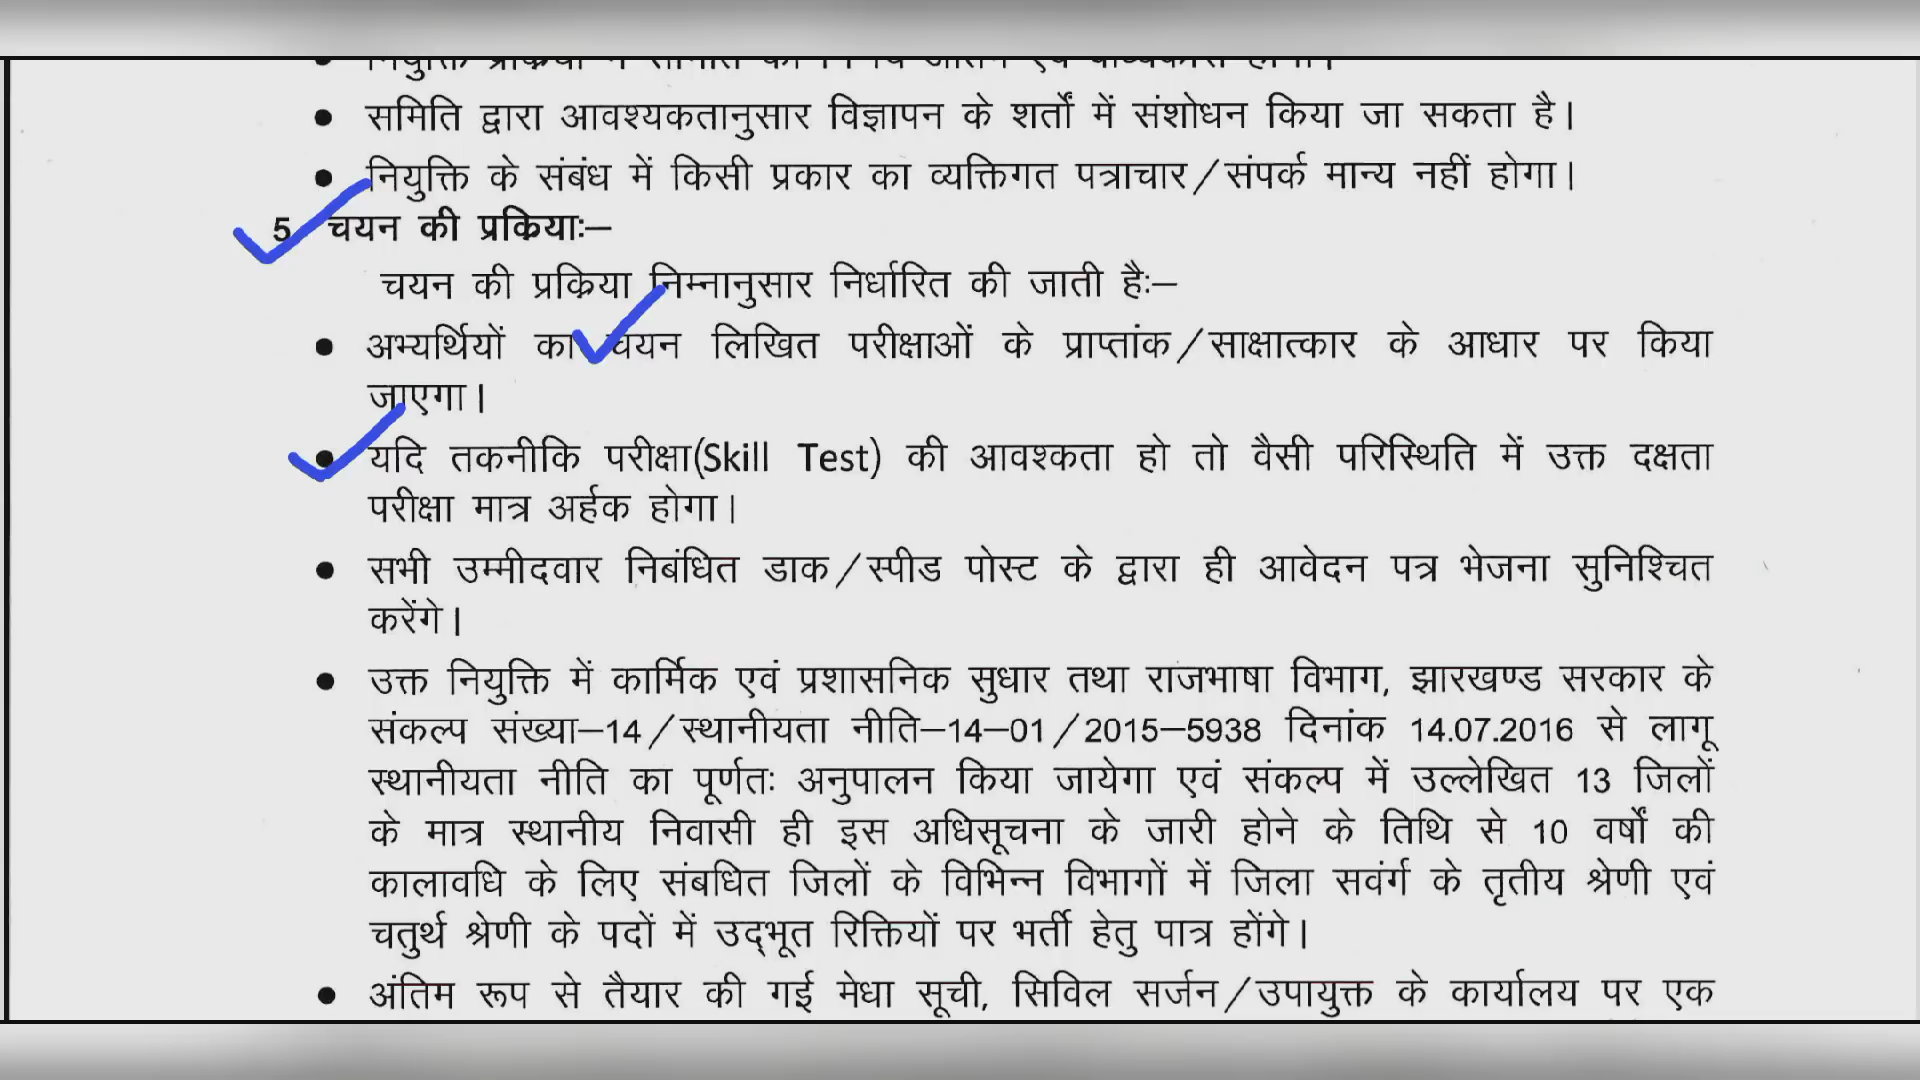 समिति द्वारा आवश्यकतानुसार विज्ञापन के शर्तों में संशोधन किया जा सकता है।
नियुक्ति के संबंध में किसी प्रकार का व्यक्तिगत पत्राचार/संपर्क मान्य नहीं होगा।
5 चयन की प्रक्रियाः–
चयन की प्रक्रिया निम्नानुसार निर्धारित की जाती हैः–
अभ्यर्थियों का चयन लिखित परीक्षाओं के प्राप्तांक/साक्षात्कार के आधार पर किया
जाएगा।
यदि तकनीकि परीक्षा(Skill Test) की आवश्कता हो तो वैसी परिस्थिति में उक्त दक्षता
परीक्षा मात्र अर्हक होगा।
सभी उम्मीदवार निबंधित डाक/स्पीड पोस्ट के द्वारा ही आवेदन पत्र भेजना सुनिश्चित
करेंगे।
उक्त नियुक्ति में कार्मिक एवं प्रशासनिक सुधार तथा राजभाषा विभाग, झारखण्ड सरकार के
संकल्प संख्या–14/स्थानीयता नीति–14–01/2015–5938 दिनांक 14.07.2016 से लागू
स्थानीयता नीति का पूर्णतः अनुपालन किया जायेगा एवं संकल्प में उल्लेखित 13 जिलों
के मात्र स्थानीय निवासी ही इस अधिसूचना के जारी होने के तिथि से 10 वर्षों की
कालावधि के लिए संबधित जिलों के विभिन्न विभागों में जिला सवंर्ग के तृतीय श्रेणी एवं
चतुर्थ श्रेणी के पदों में उद्भूत रिक्तियों पर भर्ती हेतु पात्र होंगे।
अंतिम रूप से तैयार की गई मेधा सूची, सिविल सर्जन/उपायुक्त के कार्यालय पर एक